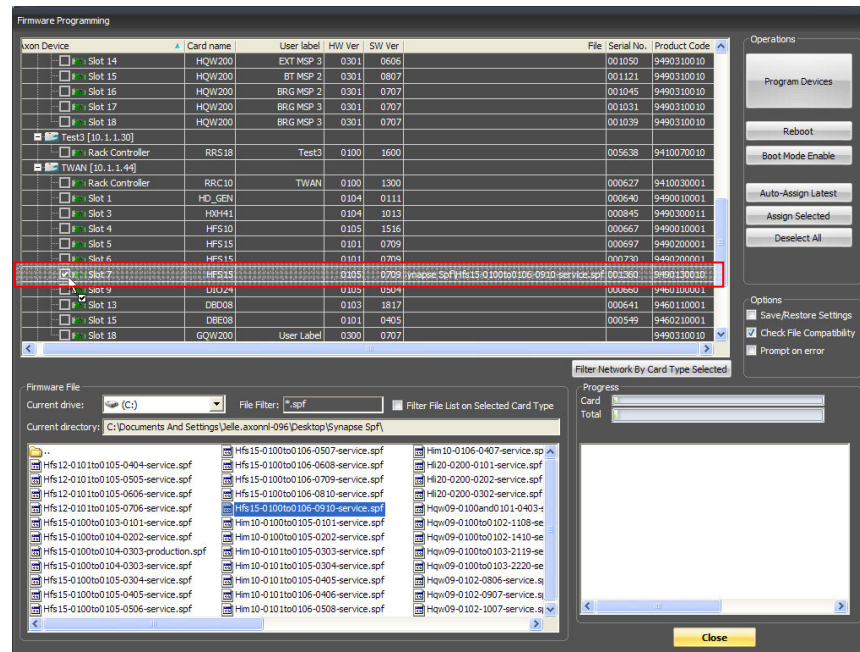 Firmware Programming
Axon Device Card name User label HW Ver SW Ver File Serial No. Product Code
Slot 14 HQW200 EXT MSP 3 0301 0606 001050 9490310010
Slot 15 HQW200 BT MSP 2 0301 0807 001121 9490310010
Slot 16 HQW200 BRG MSP 2 0301 0707 001045 9490310010
Slot 17 HQW200 BRG MSP 3 0301 0707 001031 9490310010
Slot 18 HQW200 BRG MSP 3 0301 0707 001039 9490310010
Test3 [10.1.1.30]
Rack Controller RRS18 Test3 0100 1600 005638 9410070010
TWAN [10.1.1.44]
Rack Controller RRC10 TWAN 0100 1300 000627 9410030001
Slot 1 HD_GEN 0104 0111 000640 9490010001
Slot 3 HXH41 0104 1013 000845 9490300011
Slot 4 HFS10 0105 1516 000667 9490010001
Slot 5 HFS15 0101 0709 000697 9490200001
Slot 6 HFS15 0101 0709 000730 9490200001
Slot 7 HFS15 0105 0709 ynapse Spf\Hfs15-0100to0106-0910-service.spf 001360 9490130010
Slot 9 DIO24 0105 0504 000660 9460100001
Slot 13 DBD08 0103 1817 000641 9460110001
Slot 15 DBE08 0101 0405 000549 9460210001
Slot 18 GQW200 User Label 0300 0707 9490310010
Operations
Program Devices
Reboot
Boot Mode Enable
Auto-Assign Latest
Assign Selected
Deselect All
Options
Save/Restore Settings
Check File Compatibility
Prompt on error
Filter Network By Card Type Selected
Firmware File
Current drive: (C:) File Filter: *.spf Filter File List on Selected Card Type
Current directory: C:\Documents And Settings\Jelle.axonnl-096\Desktop\Synapse Spf\
.. Hfs15-0100to0106-0507-service.spf Him10-0106-0407-service.sp
Hfs12-0101to0105-0404-service.spf Hfs15-0100to0106-0608-service.spf Hli20-0200-0101-service.spf
Hfs12-0101to0105-0505-service.spf Hfs15-0100to0106-0709-service.spf Hli20-0200-0202-service.spf
Hfs12-0101to0105-0606-service.spf Hfs15-0100to0106-0810-service.spf Hli20-0200-0302-service.spf
Hfs12-0101to0105-0706-service.spf Hfs15-0100to0106-0910-service.spf Hqw09-0100and0101-0403-s
Hfs15-0100to0103-0101-service.spf Him10-0100to0105-0101-service.spf Hqw09-0100to0102-1108-se
Hfs15-0100to0104-0202-service.spf Him10-0100to0105-0202-service.spf Hqw09-0100to0102-1410-se
Hfs15-0100to0104-0303-production.spf Him10-0101to0105-0303-service.spf Hqw09-0100to0103-2119-se
Hfs15-0100to0104-0303-service.spf Him10-0101to0105-0304-service.spf Hqw09-0100to0103-2220-se
Hfs15-0100to0105-0304-service.spf Him10-0101to0105-0405-service.spf Hqw09-0102-0806-service.s
Hfs15-0100to0105-0405-service.spf Him10-0101to0106-0406-service.spf Hqw09-0102-0907-service.s
Hfs15-0100to0105-0506-service.spf Him10-0101to0106-0508-service.spf Hqw09-0102-1007-service.s
Progress
Card
Total
Close